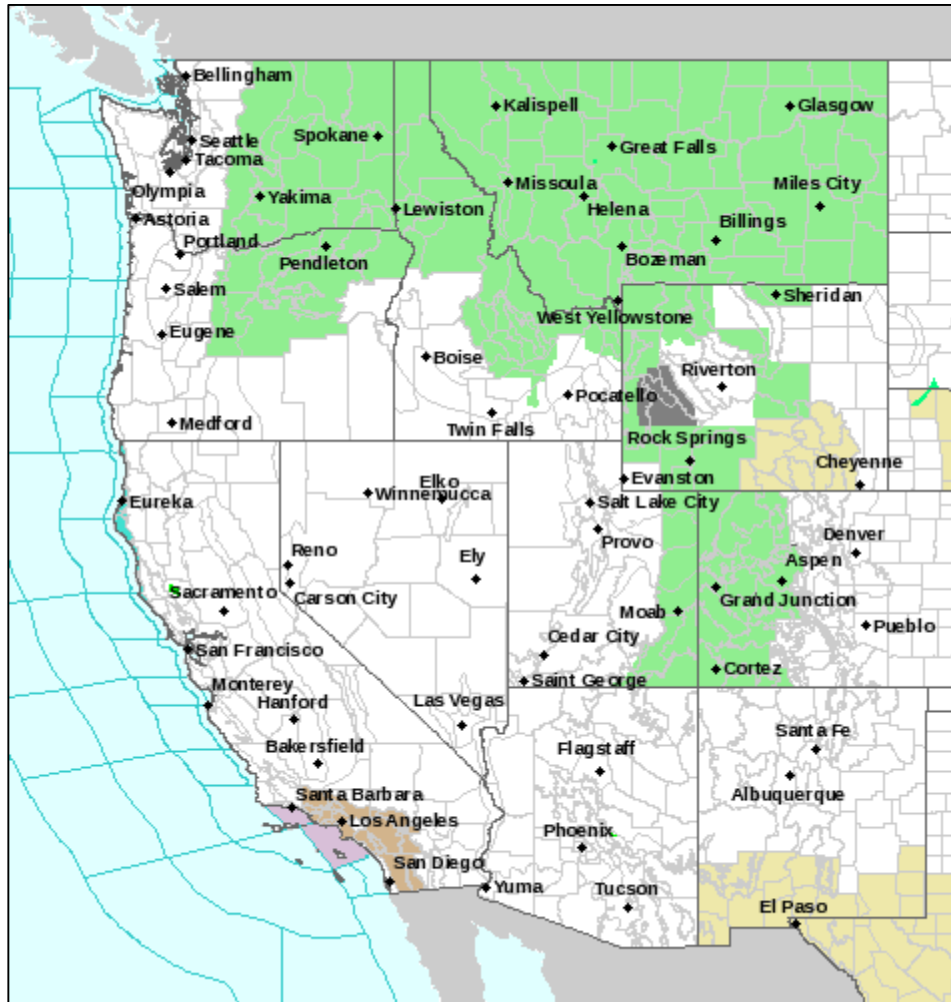 Bellingham
Kalispell
Glasgow
Spokane
Seattle
Great Falls
Tacoma
Missoula
Miles City
Olympia
Yakima
Lewiston
Helena
Astoria
Billings
Portland
Pendleton
Bozeman
Salem
Sheridan
West Yellowstone
Eugene
Boise
Riverton
Pocatello
Medford
Twin Falls
Rock Springs
Cheyenne
Evanston
Elko
Eureka
Winnemucca
Salt Lake City
Provo
Denver
Reno
Ely
Aspen
Sacramento
Carson City
Grand Junction
Moab
Pueblo
Cedar City
San Francisco
Cortez
Saint George
Monterey
Hanford
Las Vegas
Bakersfield
Flagstaff
Santa Fe
Albuquerque
Santa Barbara
Los Angeles
Phoenix
San Diego
Yuma
Tucson
El Paso